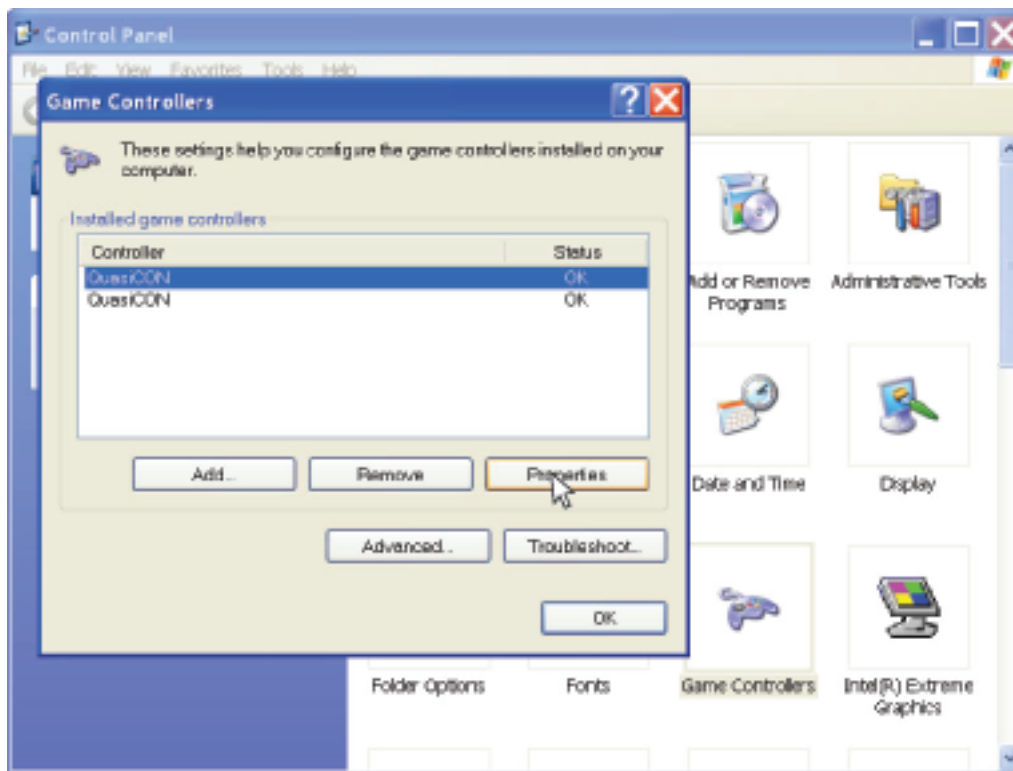 Control Panel
File Edit View Favorites Tools Help
Game Controllers
These settings help you configure the game controllers installed on your
computer.
Installed game controllers
Controller Status
QuasiCON OK
QuasiCON OK
Add... Remove Properties
Advanced... Troubleshoot...
OK
Add or Remove
Programs
Administrative Tools
Date and Time
Display
Folder Options
Fonts
Game Controllers
Intel(R) Extreme
Graphics